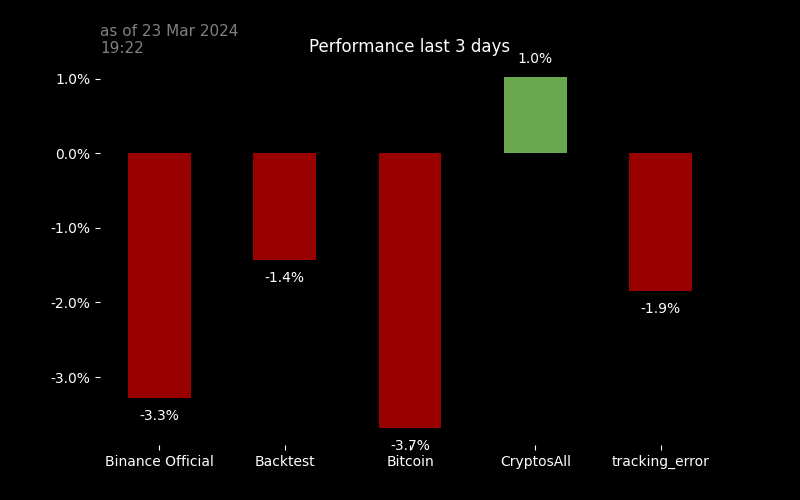 as of 23 Mar 2024
19:22
Performance last 3 days
1.0%
1.0%
0.0%
-1.0%
-1.4%
-2.0%
-1.9%
-3.0%
-3.3%
-3.7%
Binance Official
Backtest
Bitcoin
CryptosAll
tracking_error